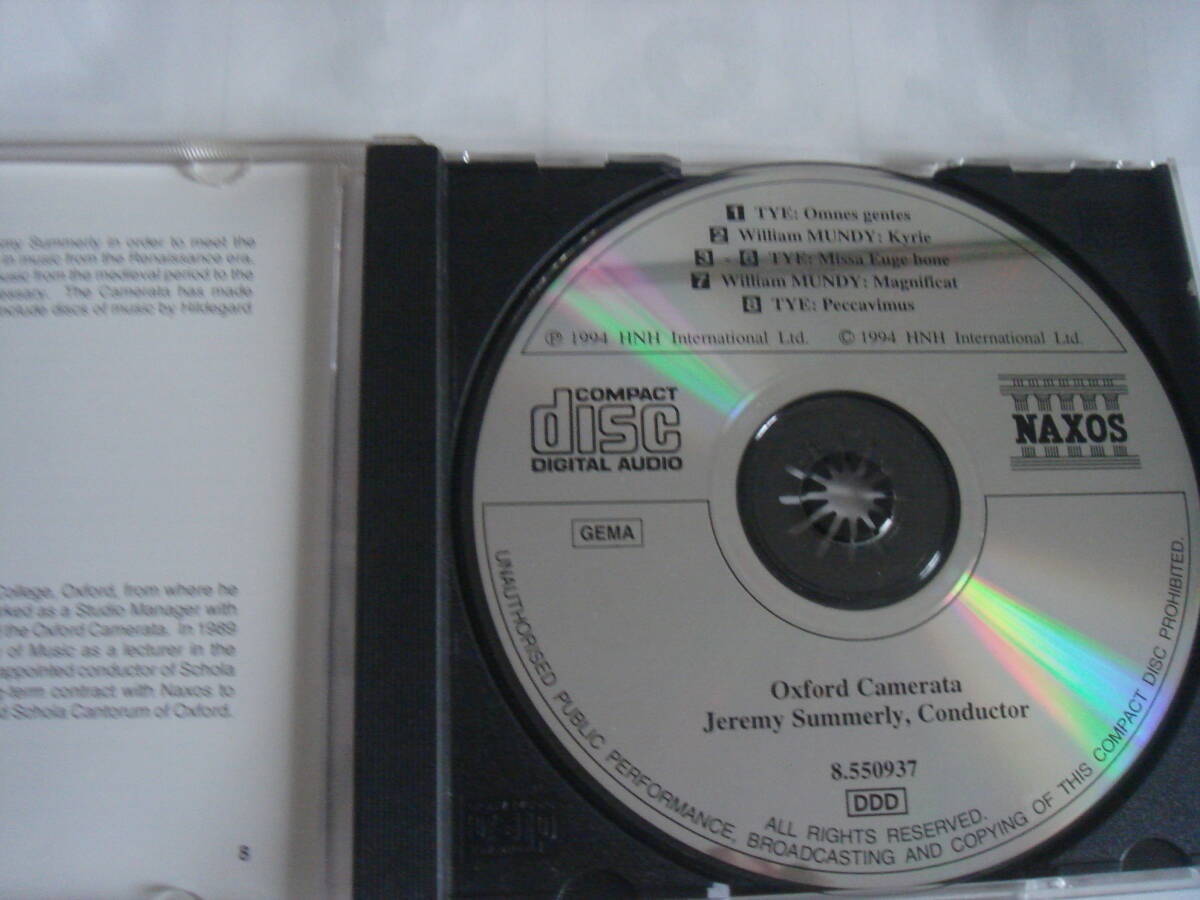 my Summerly in order to meet the
in music from the Renaissance era,
usic from the medieval period to the
essary. The Camerata has made
nclude discs of music by Hildegard
College, Oxford, from where he
rked as a Studio Manager with
the Oxford Camerata. In 1989
of Music as a lecturer in the
appointed conductor of Schola
g-term contract with Naxos to
d Schola Cantorum of Oxford.
1 TYE: Omnes gentes
2 William MUNDY: Kyrie
3 - 6 TYE: Missa Euge bone
7 William MUNDY: Magnificat
8 TYE: Peccavimus
℗ 1994 HNH International Ltd. © 1994 HNH International Ltd.
COMPACT
disc
DIGITAL AUDIO
NAXOS
GEMA
Oxford Camerata
Jeremy Summerly, Conductor
8.550937
DDD
ALL RIGHTS RESERVED.
UNAUTHORISED PUBLIC PERFORMANCE, BROADCASTING AND COPYING OF THIS COMPACT DISC PROHIBITED.